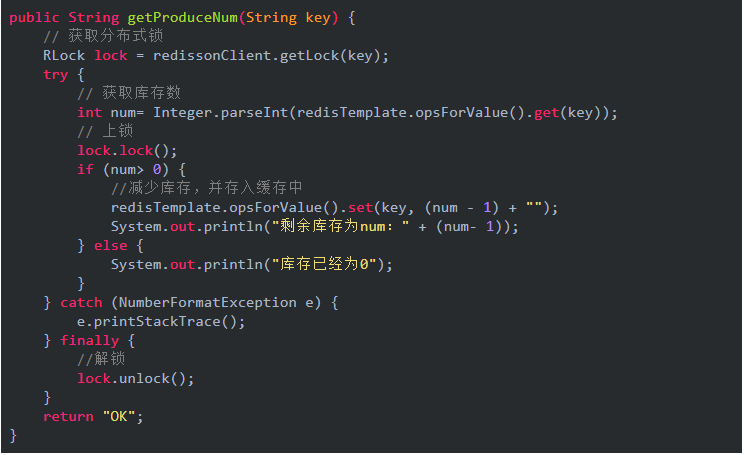 public String getProduceNum(String key) {
    // 获取分布式锁
    RLock lock = redissonClient.getLock(key);
    try {
        // 获取库存数
        int num= Integer.parseInt(redisTemplate.opsForValue().get(key));
        // 上锁
        lock.lock();
        if (num> 0) {
            //减少库存，并存入缓存中
            redisTemplate.opsForValue().set(key, (num - 1) + "");
            System.out.println("剩余库存为num：" + (num- 1));
        } else {
            System.out.println("库存已经为0");
        }
    } catch (NumberFormatException e) {
        e.printStackTrace();
    } finally {
        //解锁
        lock.unlock();
    }
    return "OK";
}